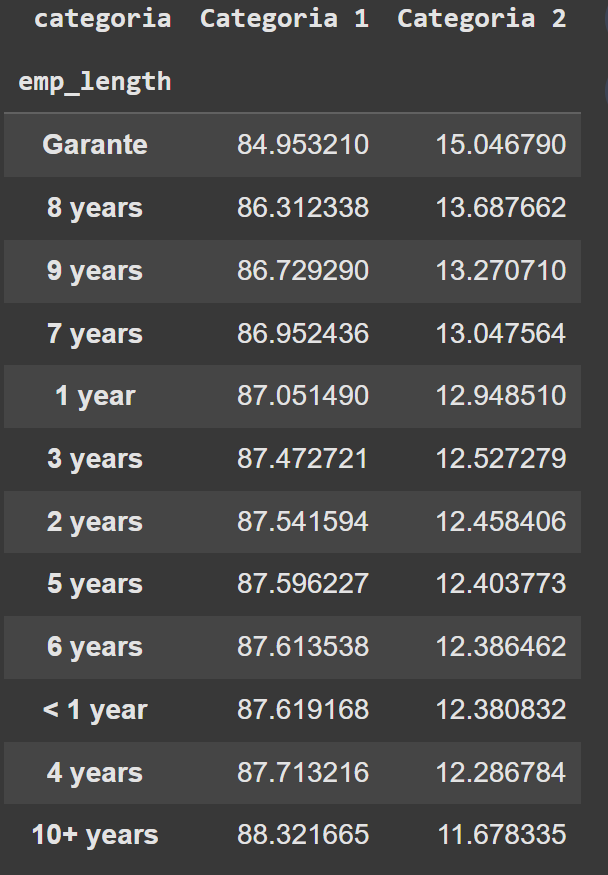 categoria Categoria 1 Categoria 2
emp_length
Garante 84.953210 15.046790
8 years 86.312338 13.687662
9 years 86.729290 13.270710
7 years 86.952436 13.047564
1 year 87.051490 12.948510
3 years 87.472721 12.527279
2 years 87.541594 12.458406
5 years 87.596227 12.403773
6 years 87.613538 12.386462
< 1 year 87.619168 12.380832
4 years 87.713216 12.286784
10+ years 88.321665 11.678335